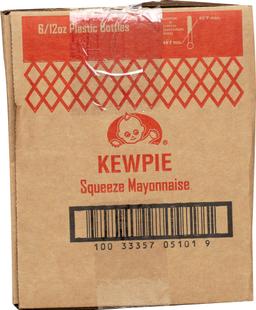 6/12oz Plastic Bottles
KEWPIE
Squeeze Mayonnaise
100 33357 05101 9